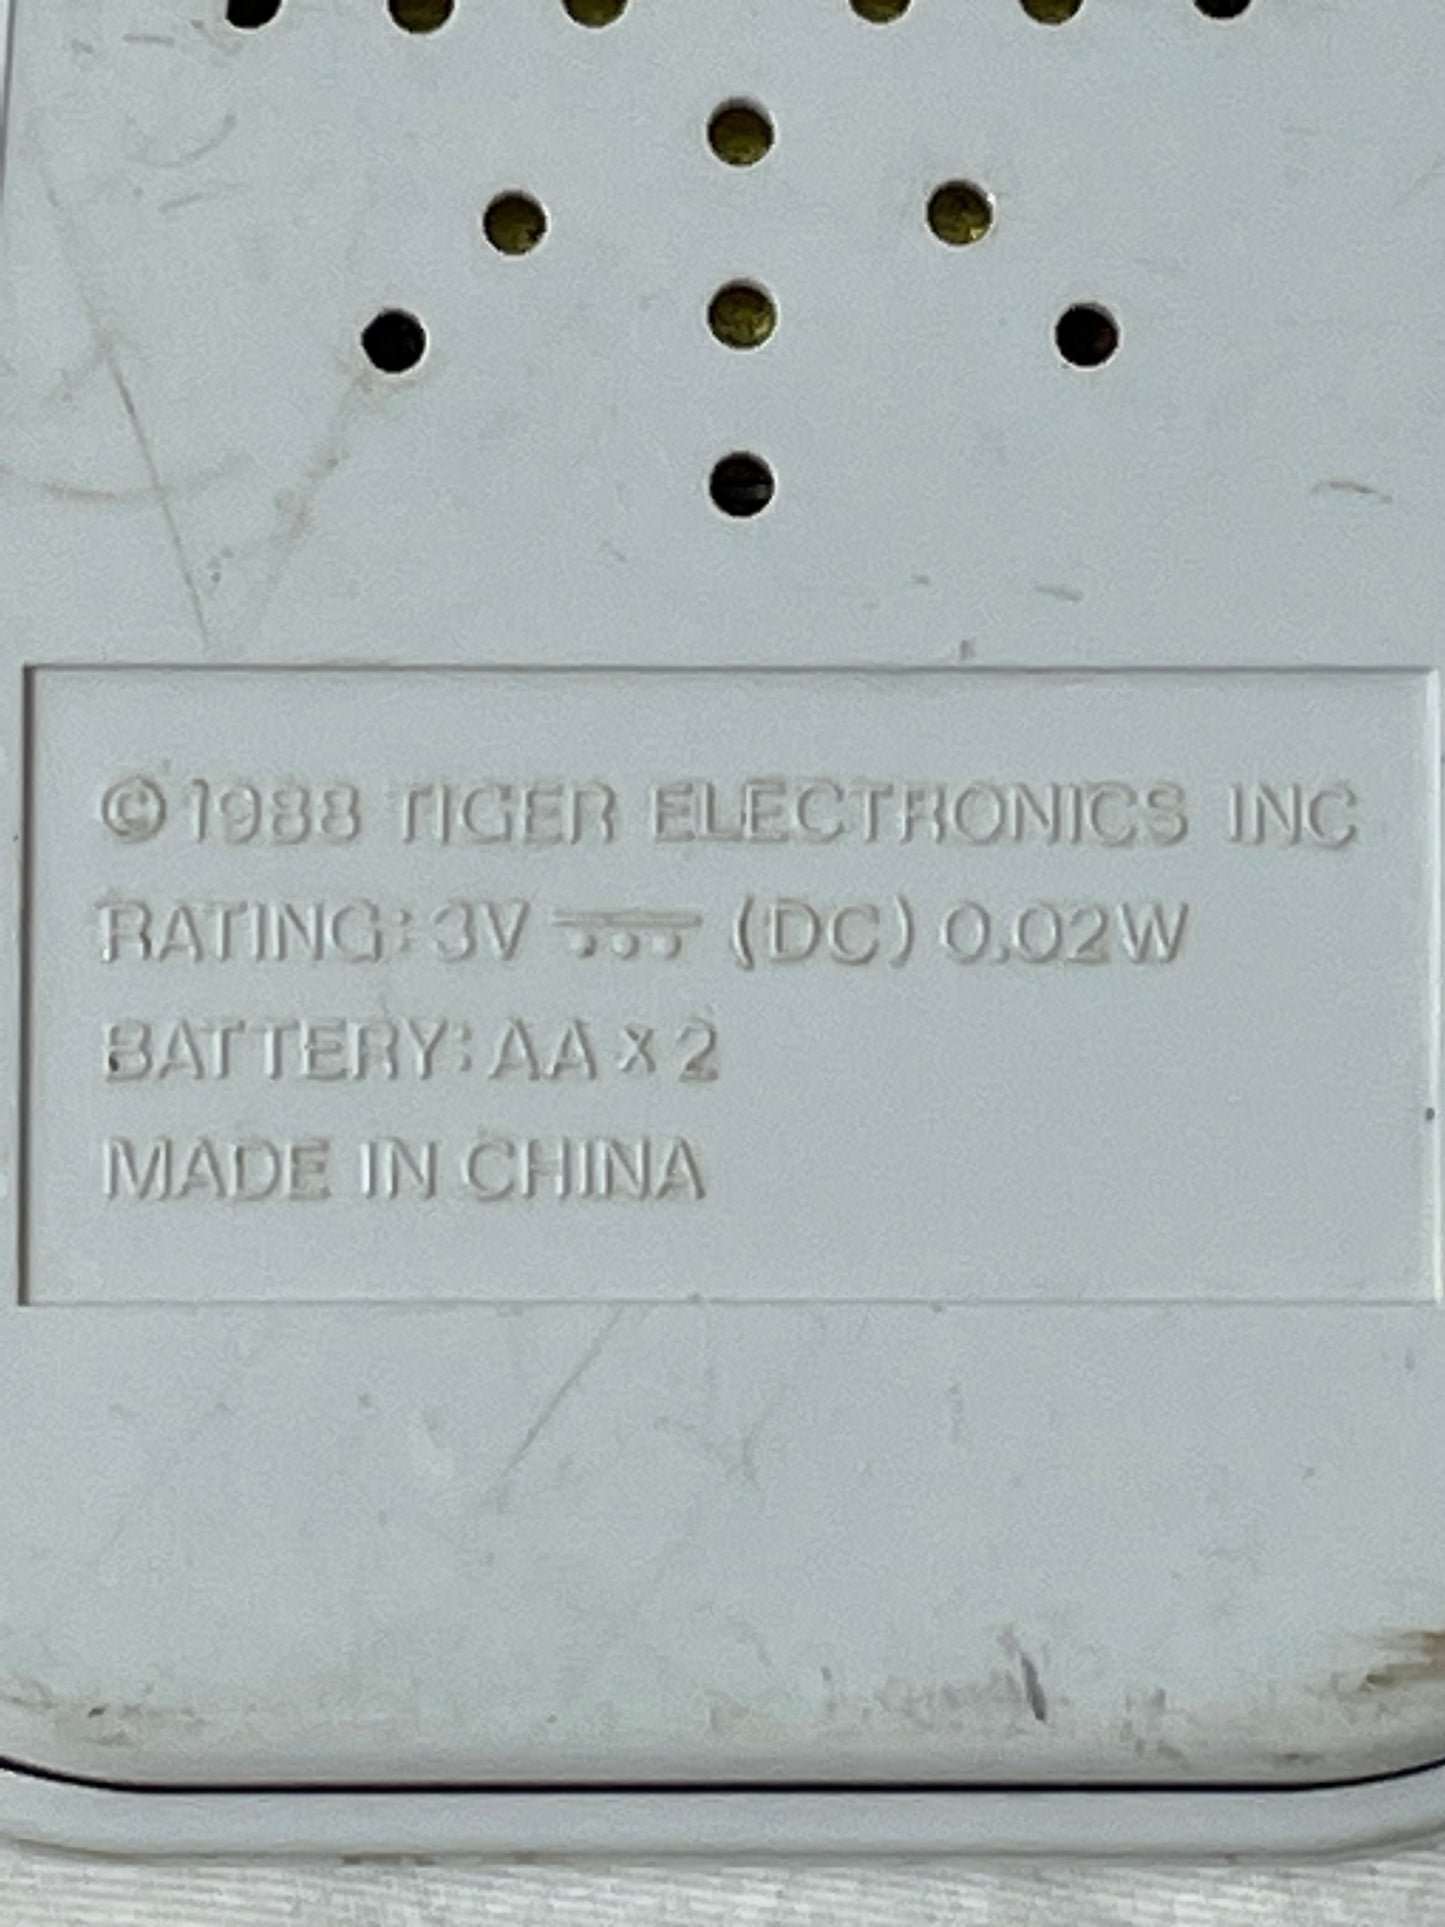 ©1988 TIGER ELECTRONICS INC
RATING: 3V ⎓ (DC) 0.02W
BATTERY: AA x 2
MADE IN CHINA